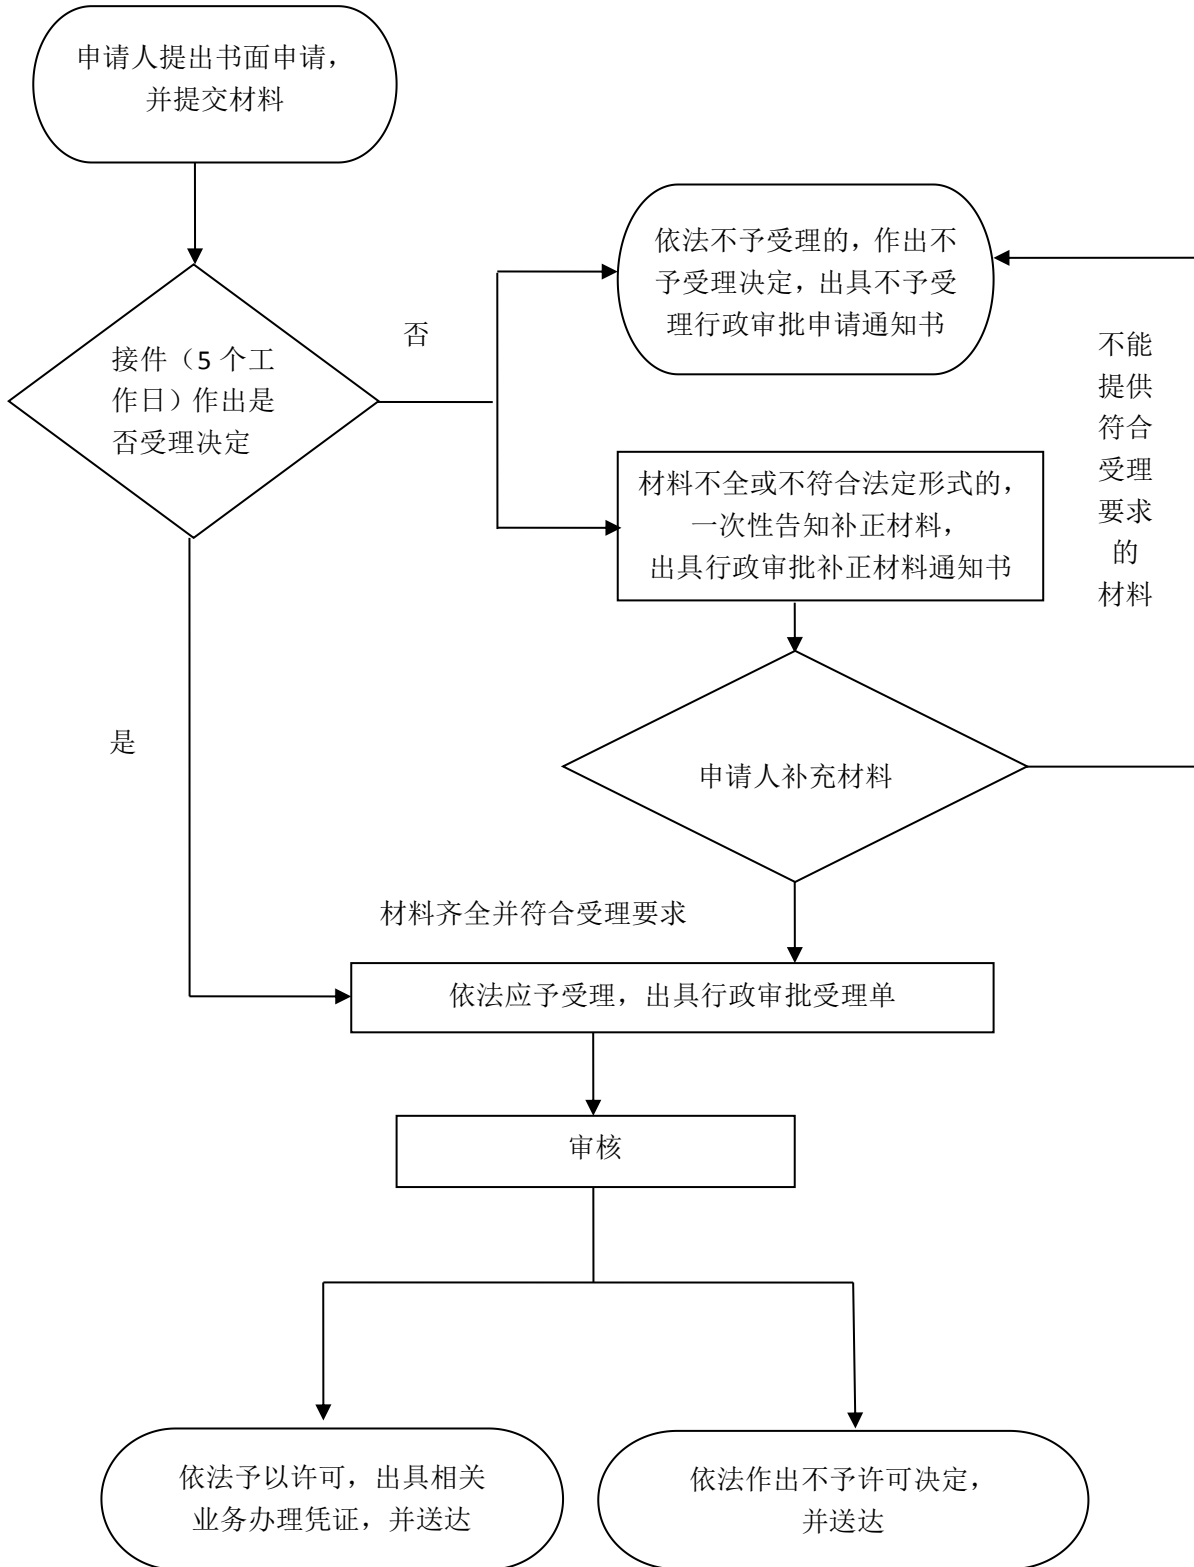 申请人提出书面申请，
并提交材料
依法不予受理的，作出不
予受理决定，出具不予受
理行政审批申请通知书
否
不能
提供
符合
受理
要求
的
材料
接件（5 个工
作日）作出是
否受理决定
材料不全或不符合法定形式的，
一次性告知补正材料，
出具行政审批补正材料通知书
是
申请人补充材料
材料齐全并符合受理要求
依法应予受理，出具行政审批受理单
审核
依法予以许可，出具相关
业务办理凭证，并送达
依法作出不予许可决定，
并送达